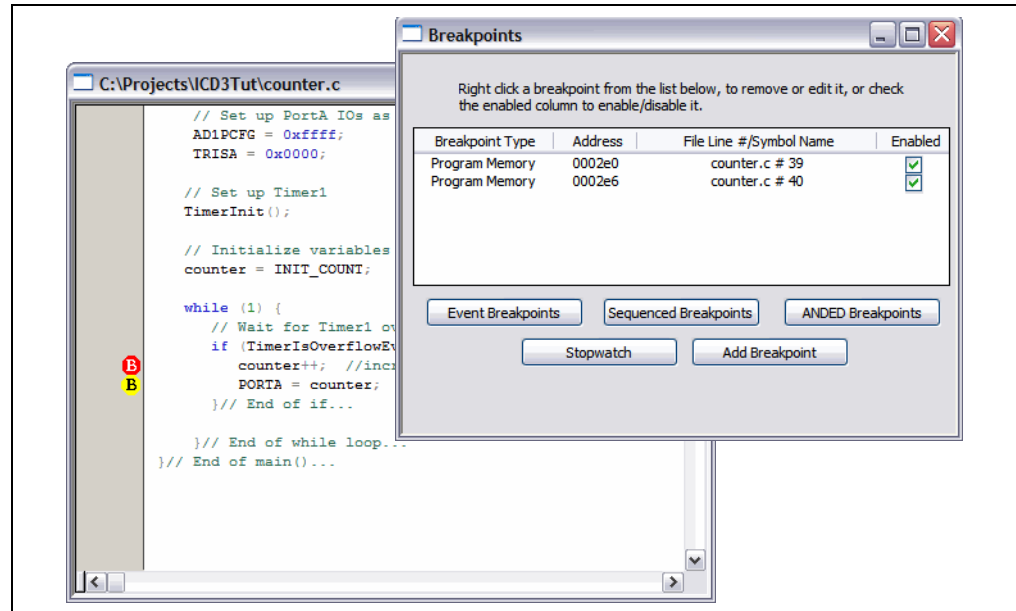 Breakpoints
Right click a breakpoint from the list below, to remove or edit it, or check
the enabled column to enable/disable it.
Breakpoint Type Address File Line #/Symbol Name Enabled
Program Memory 0002e0 counter.c # 39
Program Memory 0002e6 counter.c # 40
Event Breakpoints Sequenced Breakpoints ANDED Breakpoints
Stopwatch Add Breakpoint
C:\Projects\ICD3Tut\counter.c
// Set up PortA IOs as
AD1PCFG = 0xffff;
TRISA = 0x0000;
// Set up Timer1
TimerInit();
// Initialize variables
counter = INIT_COUNT;
while (1) {
// Wait for Timer1 ov
if (TimerIsOverflowEv
B counter++; //incr
B PORTA = counter;
}// End of if...
}// End of while loop...
}// End of main()...